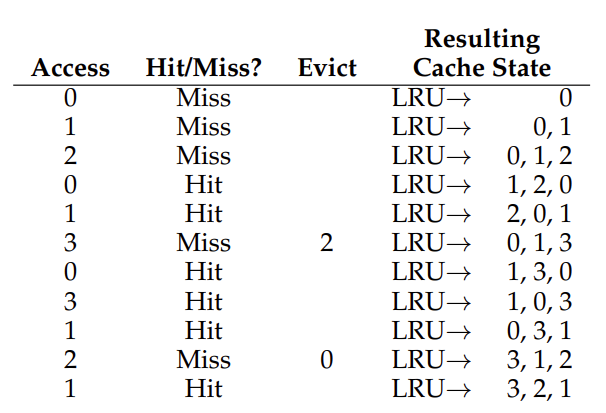 Resulting
Access Hit/Miss? Evict Cache State
0 Miss LRU→ 0
1 Miss LRU→ 0, 1
2 Miss LRU→ 0, 1, 2
0 Hit LRU→ 1, 2, 0
1 Hit LRU→ 2, 0, 1
3 Miss 2 LRU→ 0, 1, 3
0 Hit LRU→ 1, 3, 0
3 Hit LRU→ 1, 0, 3
1 Hit LRU→ 0, 3, 1
2 Miss 0 LRU→ 3, 1, 2
1 Hit LRU→ 3, 2, 1